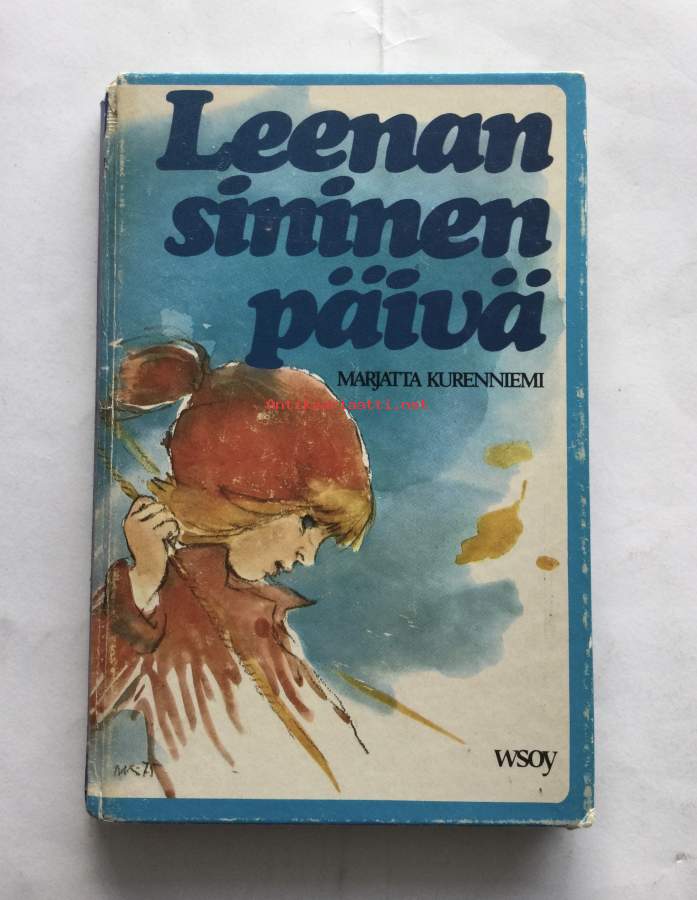 Leenan
sininen
päivä
MARJATTA KURENNIEMI
Antikvariaatti.net
wsoy